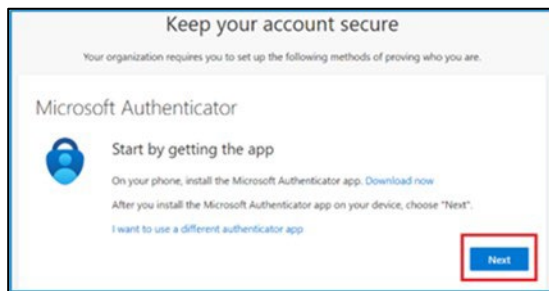 Keep your account secure
Your organization requires you to set up the following methods of proving who you are.
Microsoft Authenticator
Start by getting the app
On your phone, install the Microsoft Authenticator app. Download now
After you install the Microsoft Authenticator app on your device, choose "Next".
I want to use a different authenticator app
Next